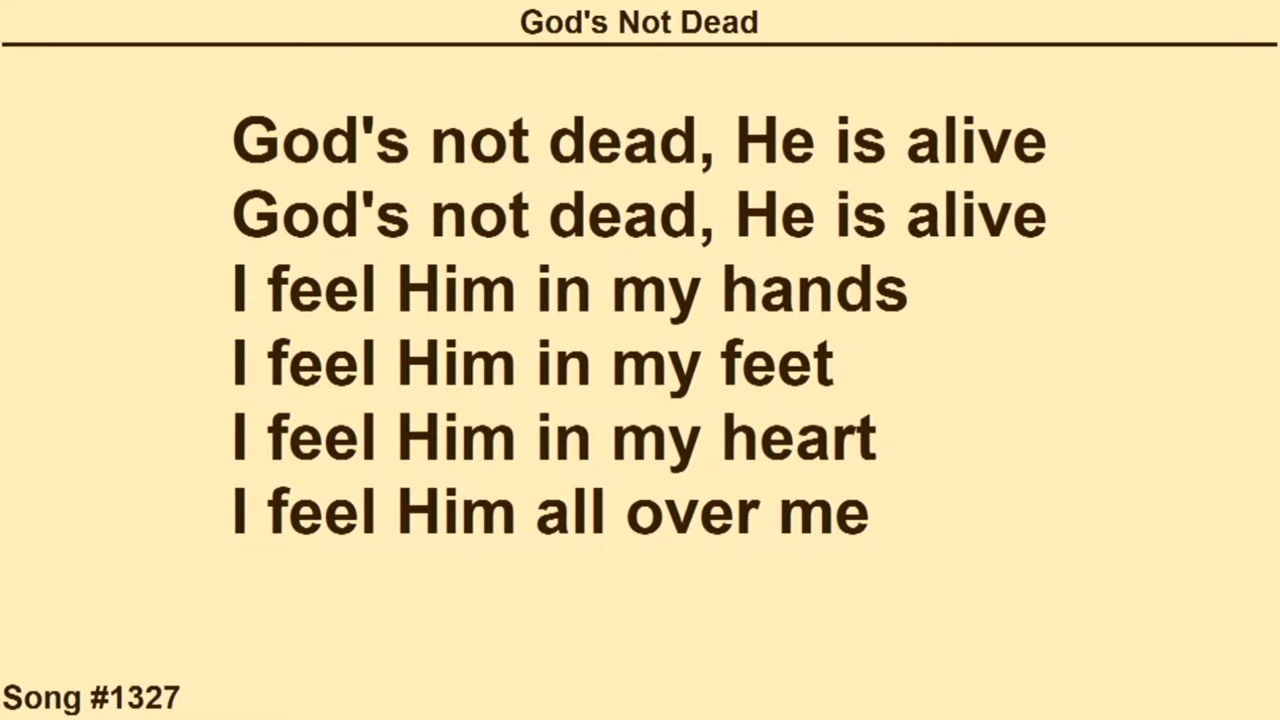 God's Not Dead
God's not dead, He is alive
God's not dead, He is alive
I feel Him in my hands
I feel Him in my feet
I feel Him in my heart
I feel Him all over me
Song #1327